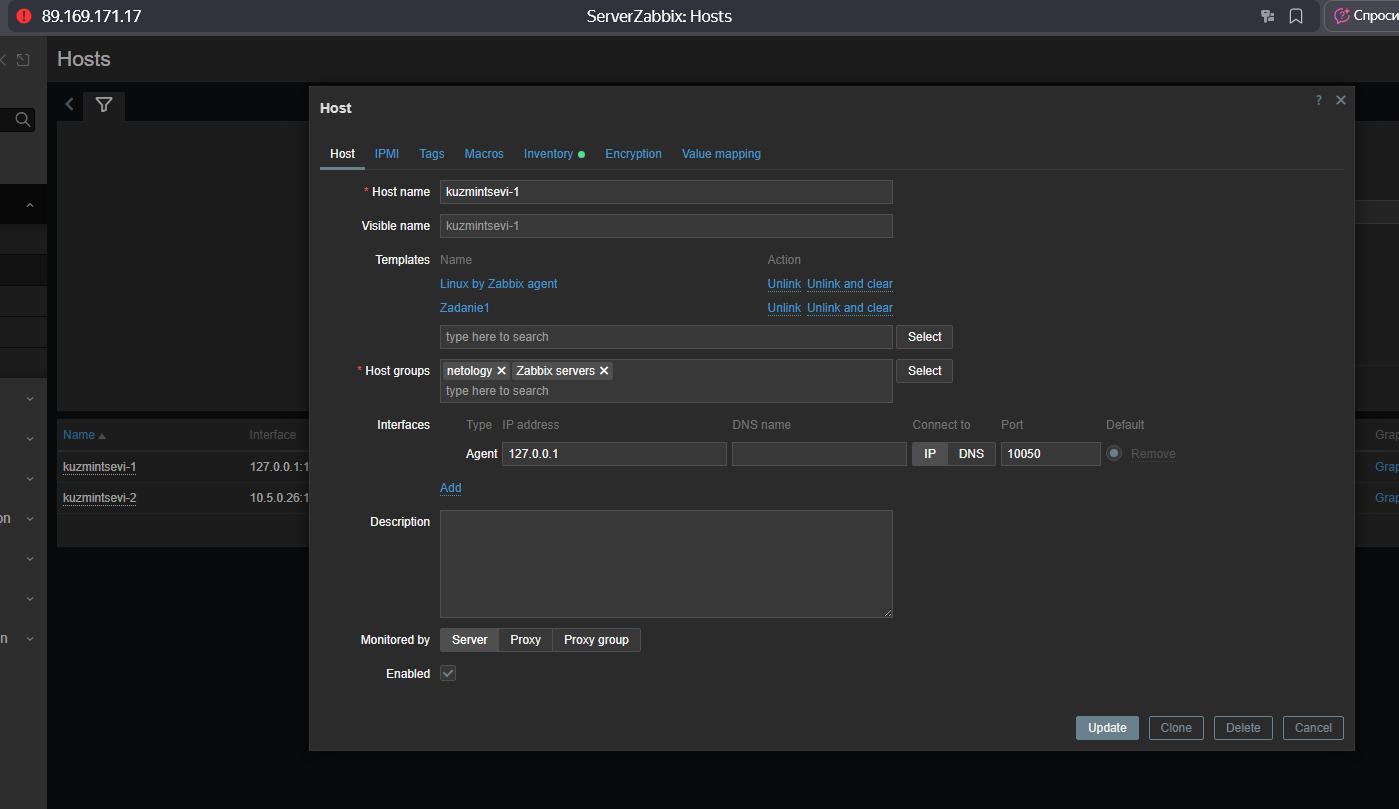 89.169.171.17 ServerZabbix: Hosts Спроси
Hosts
Host ?
Host IPMI Tags Macros Inventory Encryption Value mapping
* Host name kuzmintsevi-1
Visible name kuzmintsevi-1
Templates Name Action
Linux by Zabbix agent Unlink Unlink and clear
Zadanie1 Unlink Unlink and clear
type here to search Select
* Host groups netology Zabbix servers Select
type here to search
Interfaces Type IP address DNS name Connect to Port Default
Agent 127.0.0.1 IP DNS 10050 Remove
Add
Description
Monitored by Server Proxy Proxy group
Enabled
Update Clone Delete Cancel
Name Interface Grap
kuzmintsevi-1 127.0.0.1:1 Grap
kuzmintsevi-2 10.5.0.26:1 Grap
on
n